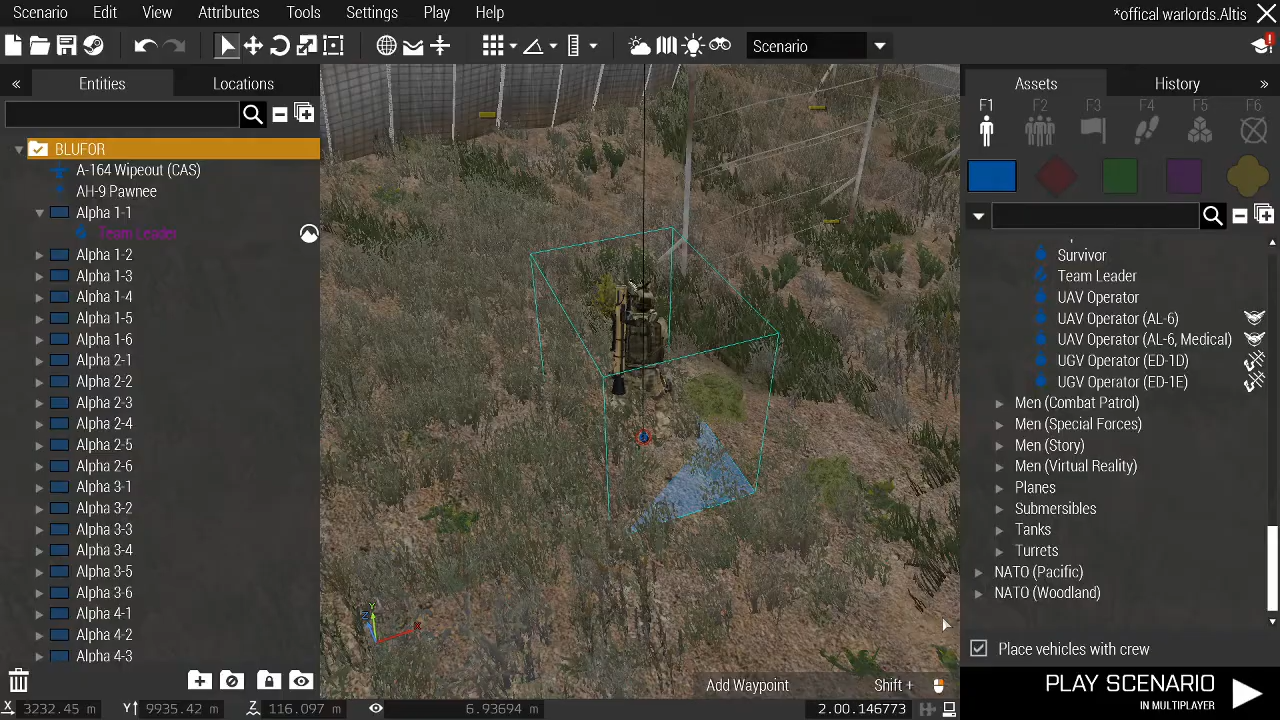 Scenario Edit View Attributes Tools Settings Play Help *offical warlords.Altis
Scenario
Entities Locations
Assets History
F1 F2 F3 F4 F5 F6
BLUFOR
A-164 Wipeout (CAS)
AH-9 Pawnee
Alpha 1-1
Team Leader
Alpha 1-2
Alpha 1-3
Alpha 1-4
Alpha 1-5
Alpha 1-6
Alpha 2-1
Alpha 2-2
Alpha 2-3
Alpha 2-4
Alpha 2-5
Alpha 2-6
Alpha 3-1
Alpha 3-2
Alpha 3-3
Alpha 3-4
Alpha 3-5
Alpha 3-6
Alpha 4-1
Alpha 4-2
Alpha 4-3
Survivor
Team Leader
UAV Operator
UAV Operator (AL-6)
UAV Operator (AL-6, Medical)
UGV Operator (ED-1D)
UGV Operator (ED-1E)
Men (Combat Patrol)
Men (Special Forces)
Men (Story)
Men (Virtual Reality)
Planes
Submersibles
Tanks
Turrets
NATO (Pacific)
NATO (Woodland)
Place vehicles with crew
Y
Z
X
Add Waypoint Shift +
PLAY SCENARIO
IN MULTIPLAYER
X 3232.45 m Y 9935.42 m Z 116.097 m 6.93694 m 2.00.146773